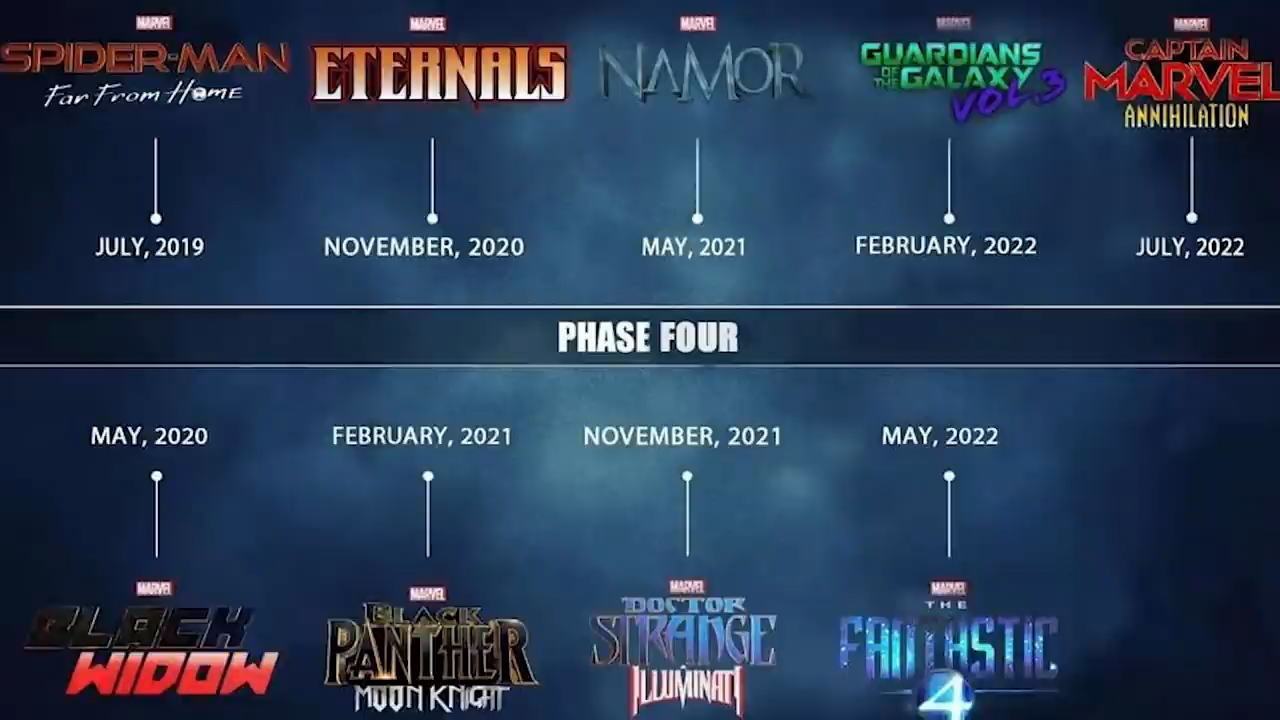 MARVEL
SPIDER-MAN
Far From Home
JULY, 2019
MARVEL
ETERNALS
NOVEMBER, 2020
MARVEL
NAMOR
MAY, 2021
MARVEL
GUARDIANS
OF THE GALAXY
VOL.3
FEBRUARY, 2022
MARVEL
CAPTAIN
MARVEL
ANNIHILATION
JULY, 2022
PHASE FOUR
MAY, 2020
MARVEL
BLACK
WIDOW
FEBRUARY, 2021
MARVEL
BLACK
PANTHER
MOON KNIGHT
NOVEMBER, 2021
MARVEL
DOCTOR
STRANGE
ILLUMINATI
MAY, 2022
MARVEL
THE
FANTASTIC
4